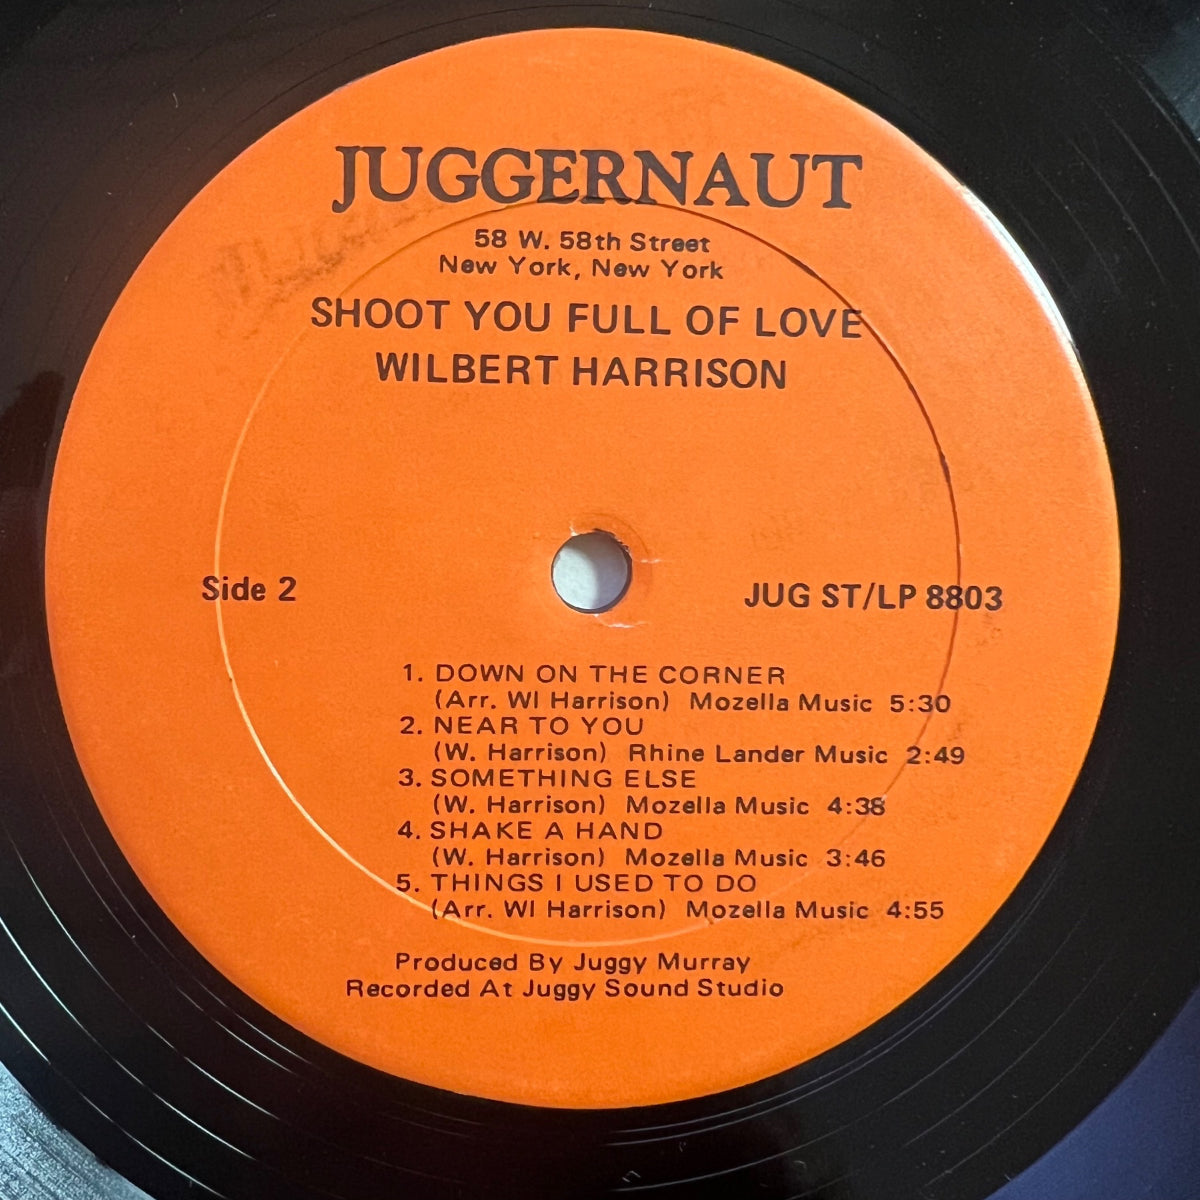 JUGGERNAUT
58 W. 58th Street
New York, New York
SHOOT YOU FULL OF LOVE
WILBERT HARRISON
Side 2
JUG ST/LP 8803
1. DOWN ON THE CORNER
(Arr. WI Harrison) Mozella Music 5:30
2. NEAR TO YOU
(W. Harrison) Rhine Lander Music 2:49
3. SOMETHING ELSE
(W. Harrison) Mozella Music 4:38
4. SHAKE A HAND
(W. Harrison) Mozella Music 3:46
5. THINGS I USED TO DO
(Arr. WI Harrison) Mozella Music 4:55
Produced By Juggy Murray
Recorded At Juggy Sound Studio